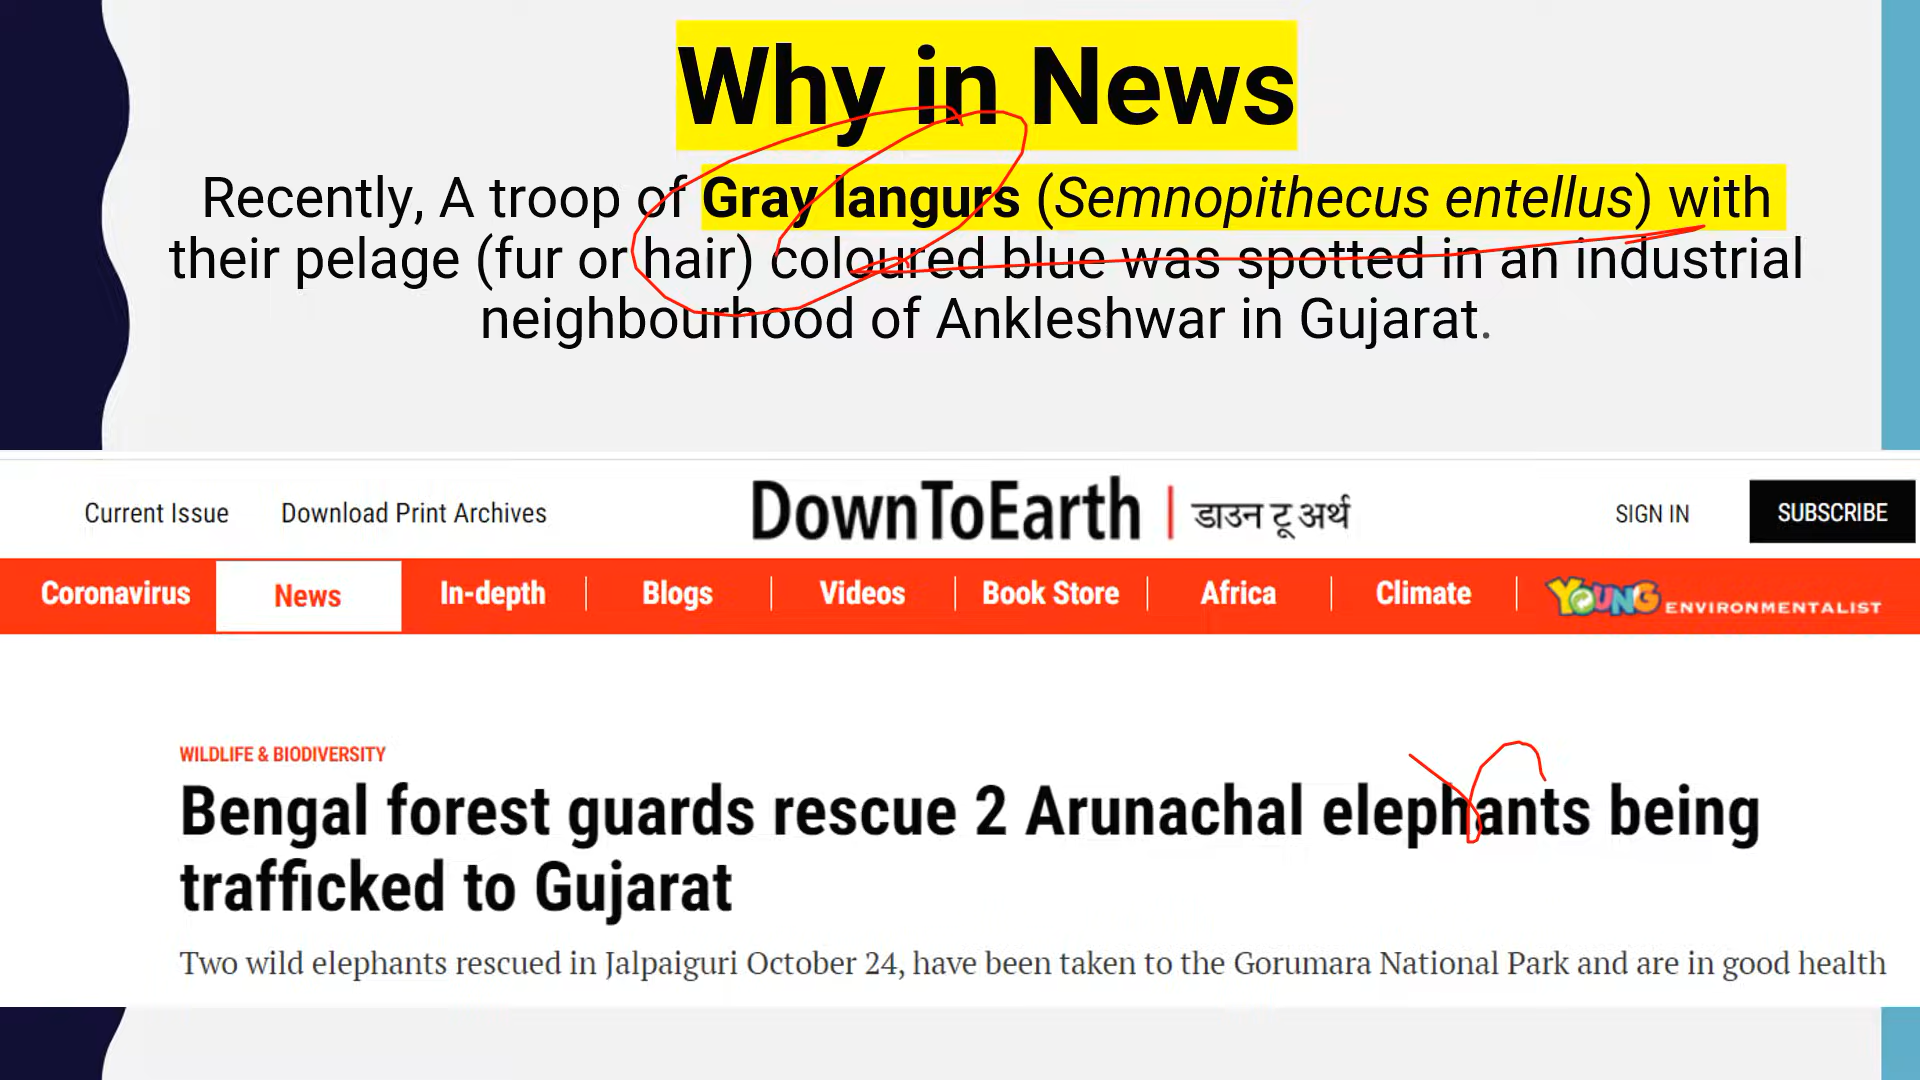 Why in News
Recently, A troop of Gray langurs (Semnopithecus entellus) with
their pelage (fur or hair) coloured blue was spotted in an industrial
neighbourhood of Ankleshwar in Gujarat.
Current Issue Download Print Archives DownToEarth | डाउन टू अर्थ SIGN IN SUBSCRIBE
Coronavirus News In-depth Blogs Videos Book Store Africa Climate YOUNG ENVIRONMENTALIST
WILDLIFE & BIODIVERSITY
Bengal forest guards rescue 2 Arunachal elephants being
trafficked to Gujarat
Two wild elephants rescued in Jalpaiguri October 24, have been taken to the Gorumara National Park and are in good health